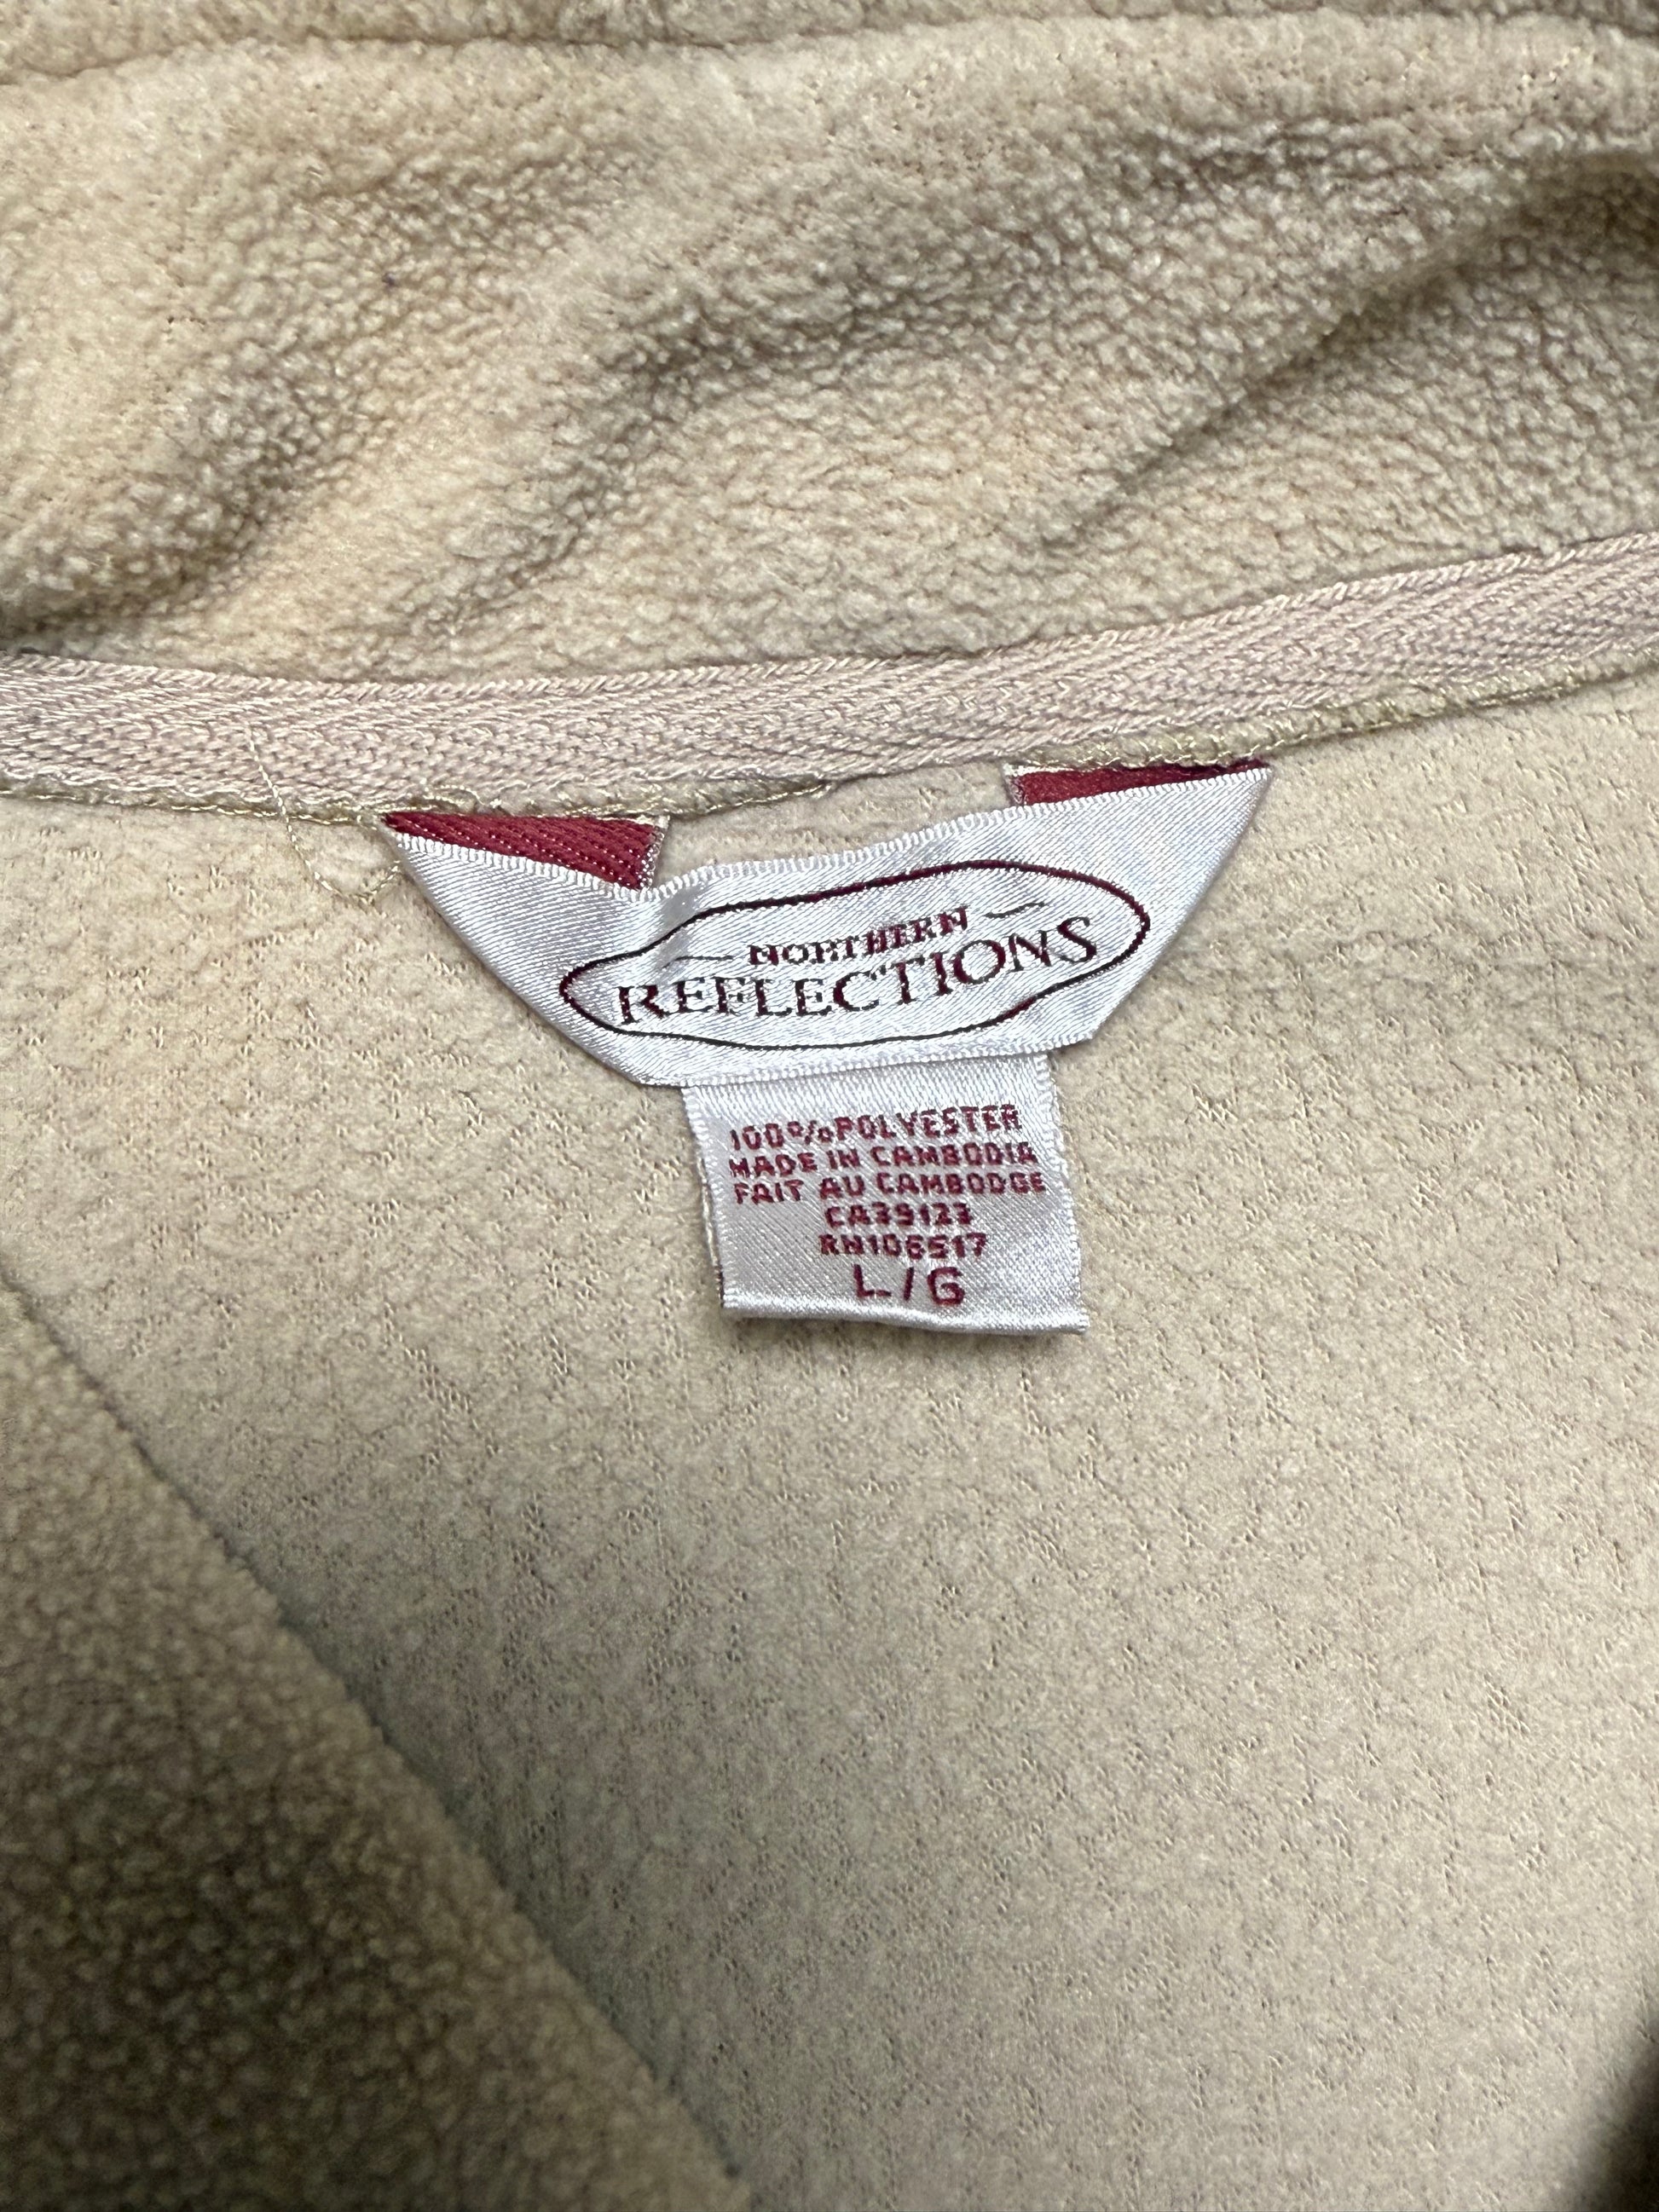 NORTHERN
REFLECTIONS
100% POLYESTER
MADE IN CAMBODIA
FAIT AU CAMBODGE
CA39123
RN106517
L/G